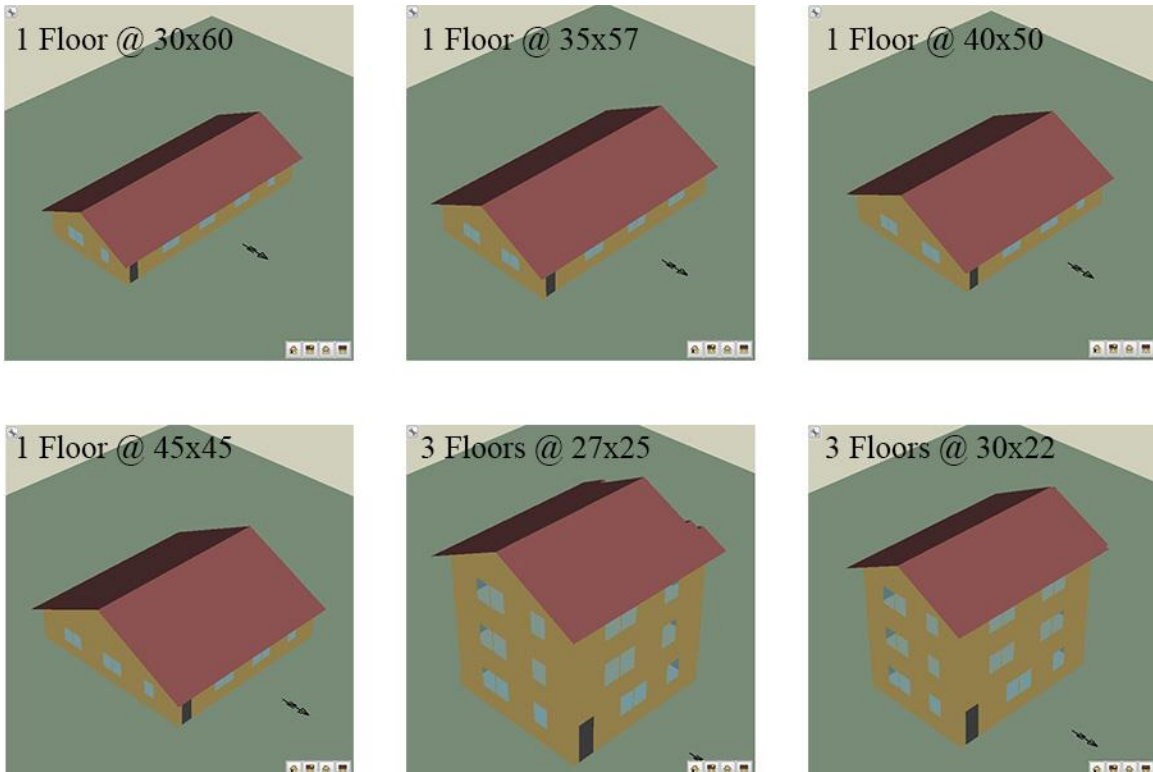 1 Floor @ 30x60
1 Floor @ 35x57
1 Floor @ 40x50
1 Floor @ 45x45
3 Floors @ 27x25
3 Floors @ 30x22